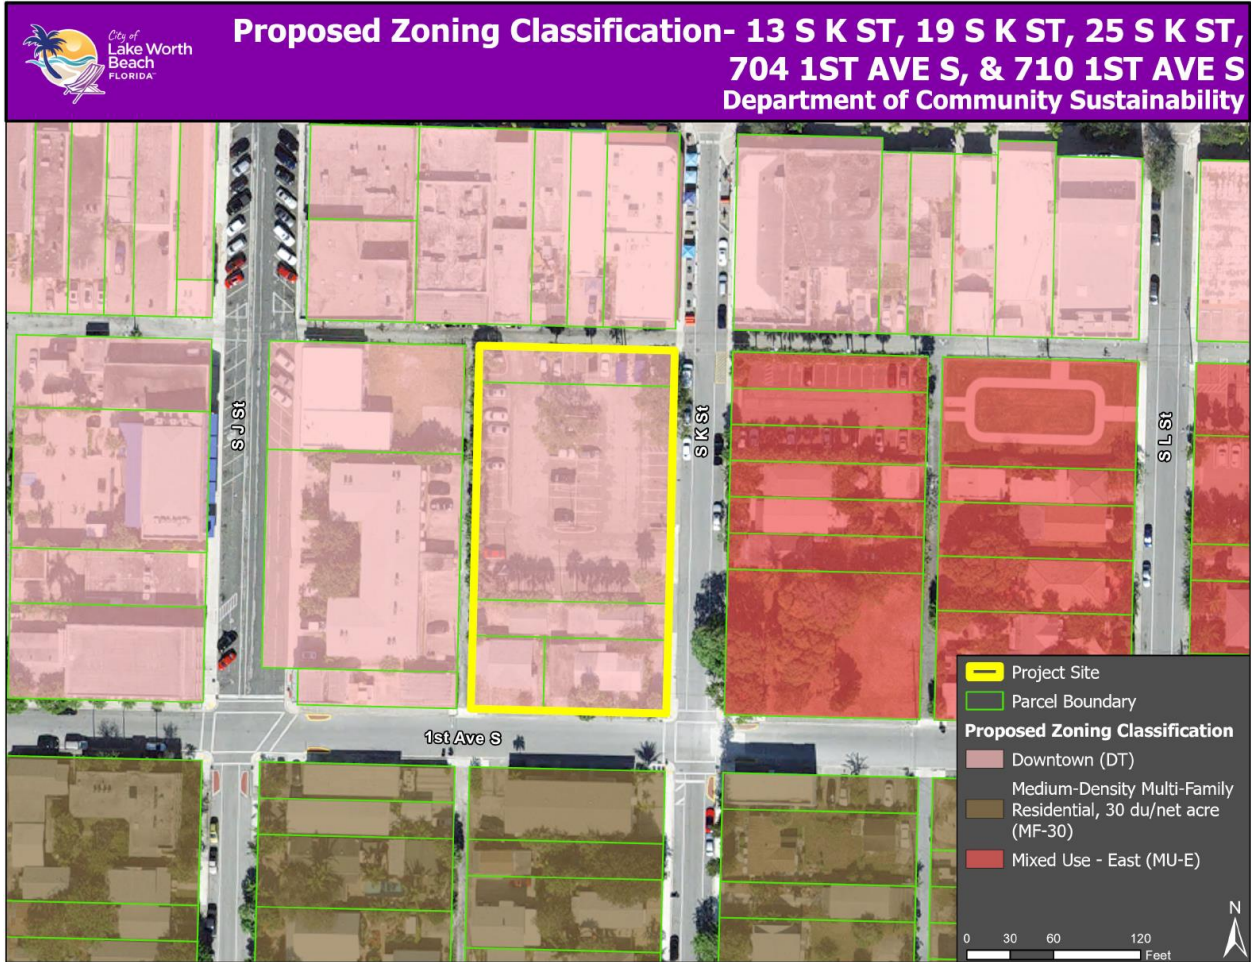 City of
Lake Worth
Beach
FLORIDA™
Proposed Zoning Classification- 13 S K ST, 19 S K ST, 25 S K ST,
704 1ST AVE S, & 710 1ST AVE S
Department of Community Sustainability
S J St
S K St
S L St
1st Ave S
Project Site
Parcel Boundary
Proposed Zoning Classification
Downtown (DT)
Medium-Density Multi-Family
Residential, 30 du/net acre
(MF-30)
Mixed Use - East (MU-E)
N
0 30 60 120
Feet